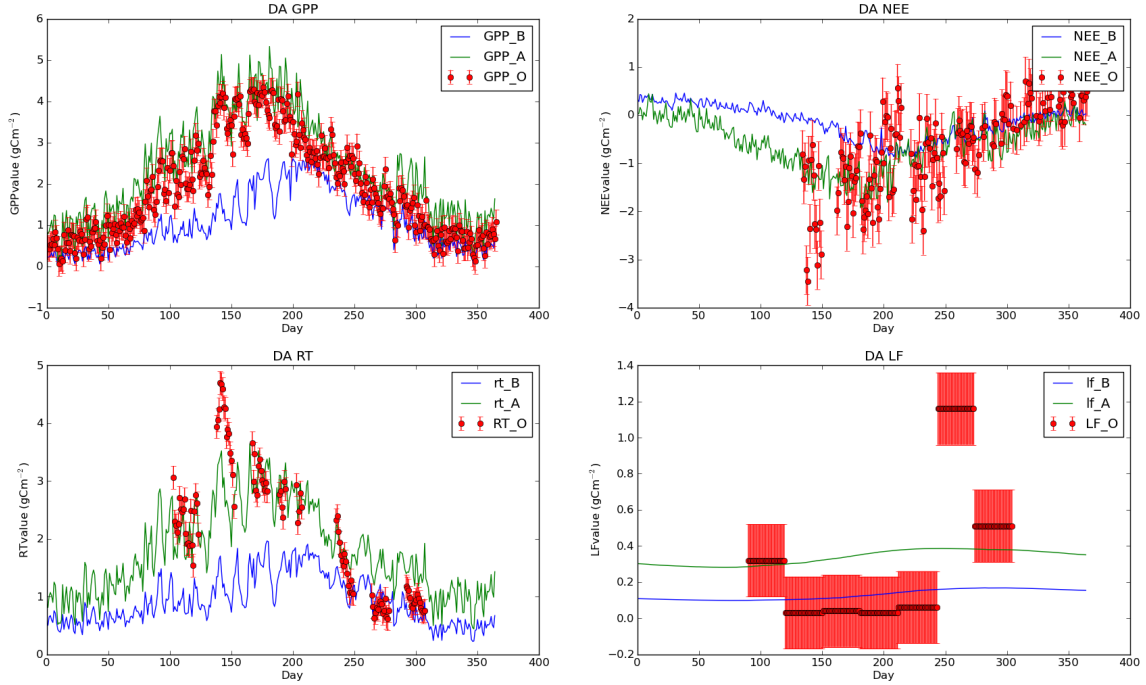 DA GPP
GPPvalue (gCm⁻²)
6
5
4
3
2
1
0
−1
GPP_B
GPP_A
GPP_O
0 50 100 150 200 250 300 350 400
Day
DA NEE
NEEvalue (gCm⁻²)
2
1
0
−1
−2
−3
−4
NEE_B
NEE_A
NEE_O
0 50 100 150 200 250 300 350 400
Day
DA RT
RTvalue (gCm⁻²)
5
4
3
2
1
0
rt_B
rt_A
RT_O
0 50 100 150 200 250 300 350 400
Day
DA LF
LFvalue (gCm⁻²)
1.4
1.2
1.0
0.8
0.6
0.4
0.2
0.0
−0.2
lf_B
lf_A
LF_O
0 50 100 150 200 250 300 350 400
Day